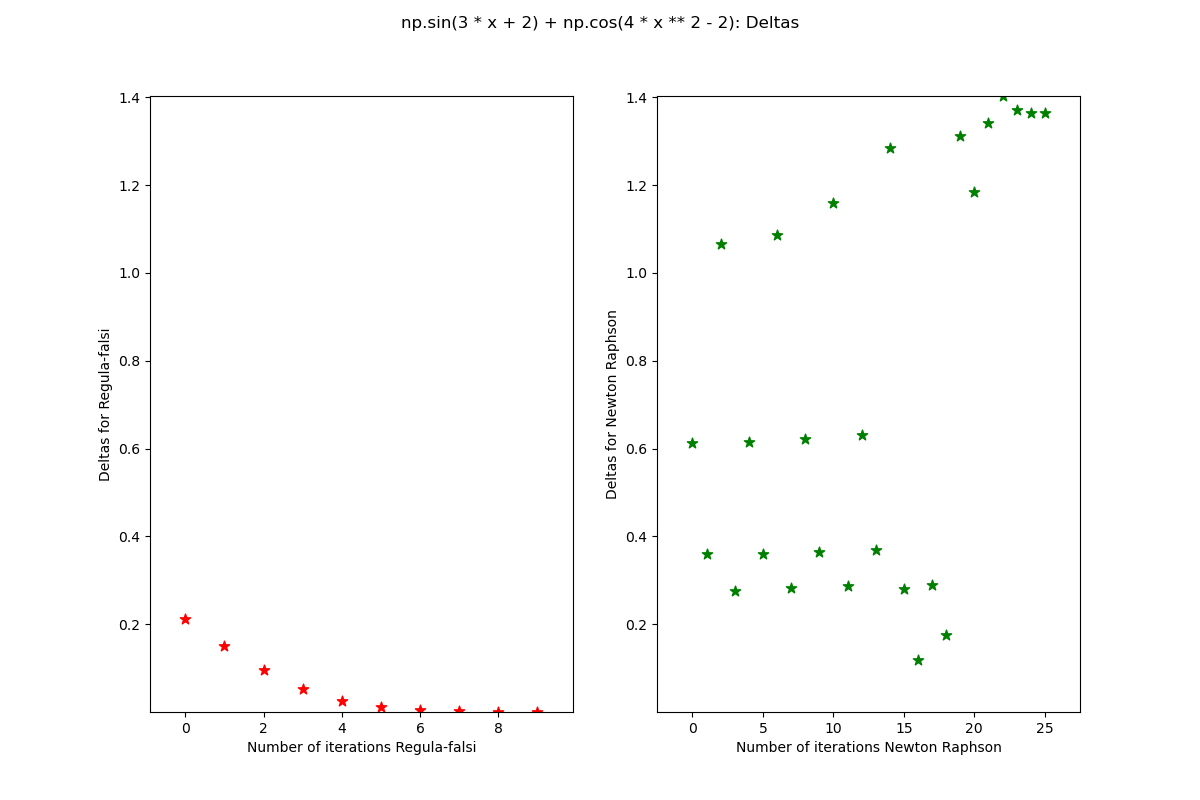 np.sin(3 * x + 2) + np.cos(4 * x ** 2 - 2): Deltas
Deltas for Regula-falsi
1.4
1.2
1.0
0.8
0.6
0.4
0.2
0 2 4 6 8
Number of iterations Regula-falsi
Deltas for Newton Raphson
1.4
1.2
1.0
0.8
0.6
0.4
0.2
0 5 10 15 20 25
Number of iterations Newton Raphson